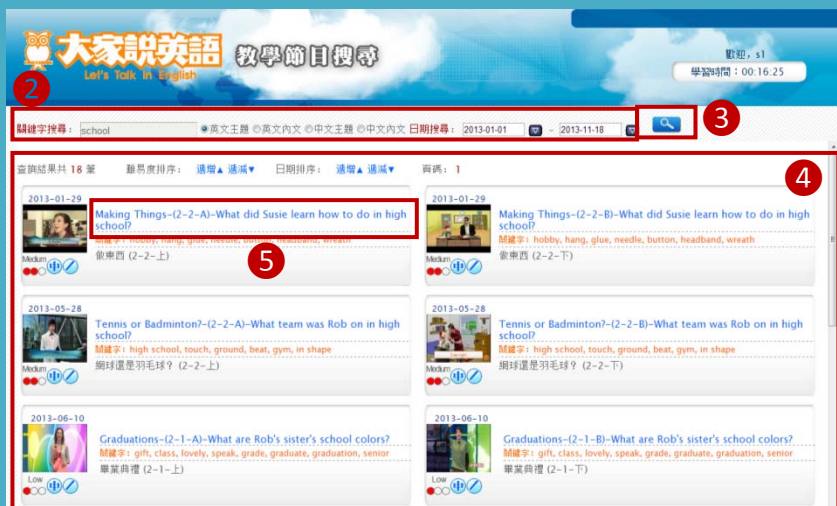 大家說英語 教學節目搜尋
Let's Talk In English
歡迎, s1
學習時間：00:16:25
2
關鍵字搜尋： school 英文主題 英文內文 中文主題 中文內文 日期搜尋： 2013-01-01 ~ 2013-11-18
3
4
查詢結果共 18 筆 難易度排序： 遞增▲ 遞減▼ 日期排序： 遞增▲ 遞減▼ 頁碼： 1
2013-01-29
Making Things-(2-2-A)-What did Susie learn how to do in high
school?
關鍵字: hobby, hang, glue, needle, button, headband, wreath
做東西 (2-2-上)
Medium
中
5
2013-01-29
Making Things-(2-2-B)-What did Susie learn how to do in high
school?
關鍵字: hobby, hang, glue, needle, button, headband, wreath
做東西 (2-2-下)
Medium
中
2013-05-28
Tennis or Badminton?-(2-2-A)-What team was Rob on in high
school?
關鍵字: high school, touch, ground, beat, gym, in shape
網球還是羽毛球？ (2-2-上)
Medium
中
2013-05-28
Tennis or Badminton?-(2-2-B)-What team was Rob on in high
school?
關鍵字: high school, touch, ground, beat, gym, in shape
網球還是羽毛球？ (2-2-下)
Medium
中
2013-06-10
Graduations-(2-1-A)-What are Rob's sister's school colors?
關鍵字: gift, class, lovely, speak, grade, graduate, graduation, senior
畢業典禮 (2-1-上)
Low
中
2013-06-10
Graduations-(2-1-B)-What are Rob's sister's school colors?
關鍵字: gift, class, lovely, speak, grade, graduate, graduation, senior
畢業典禮 (2-1-下)
Low
中